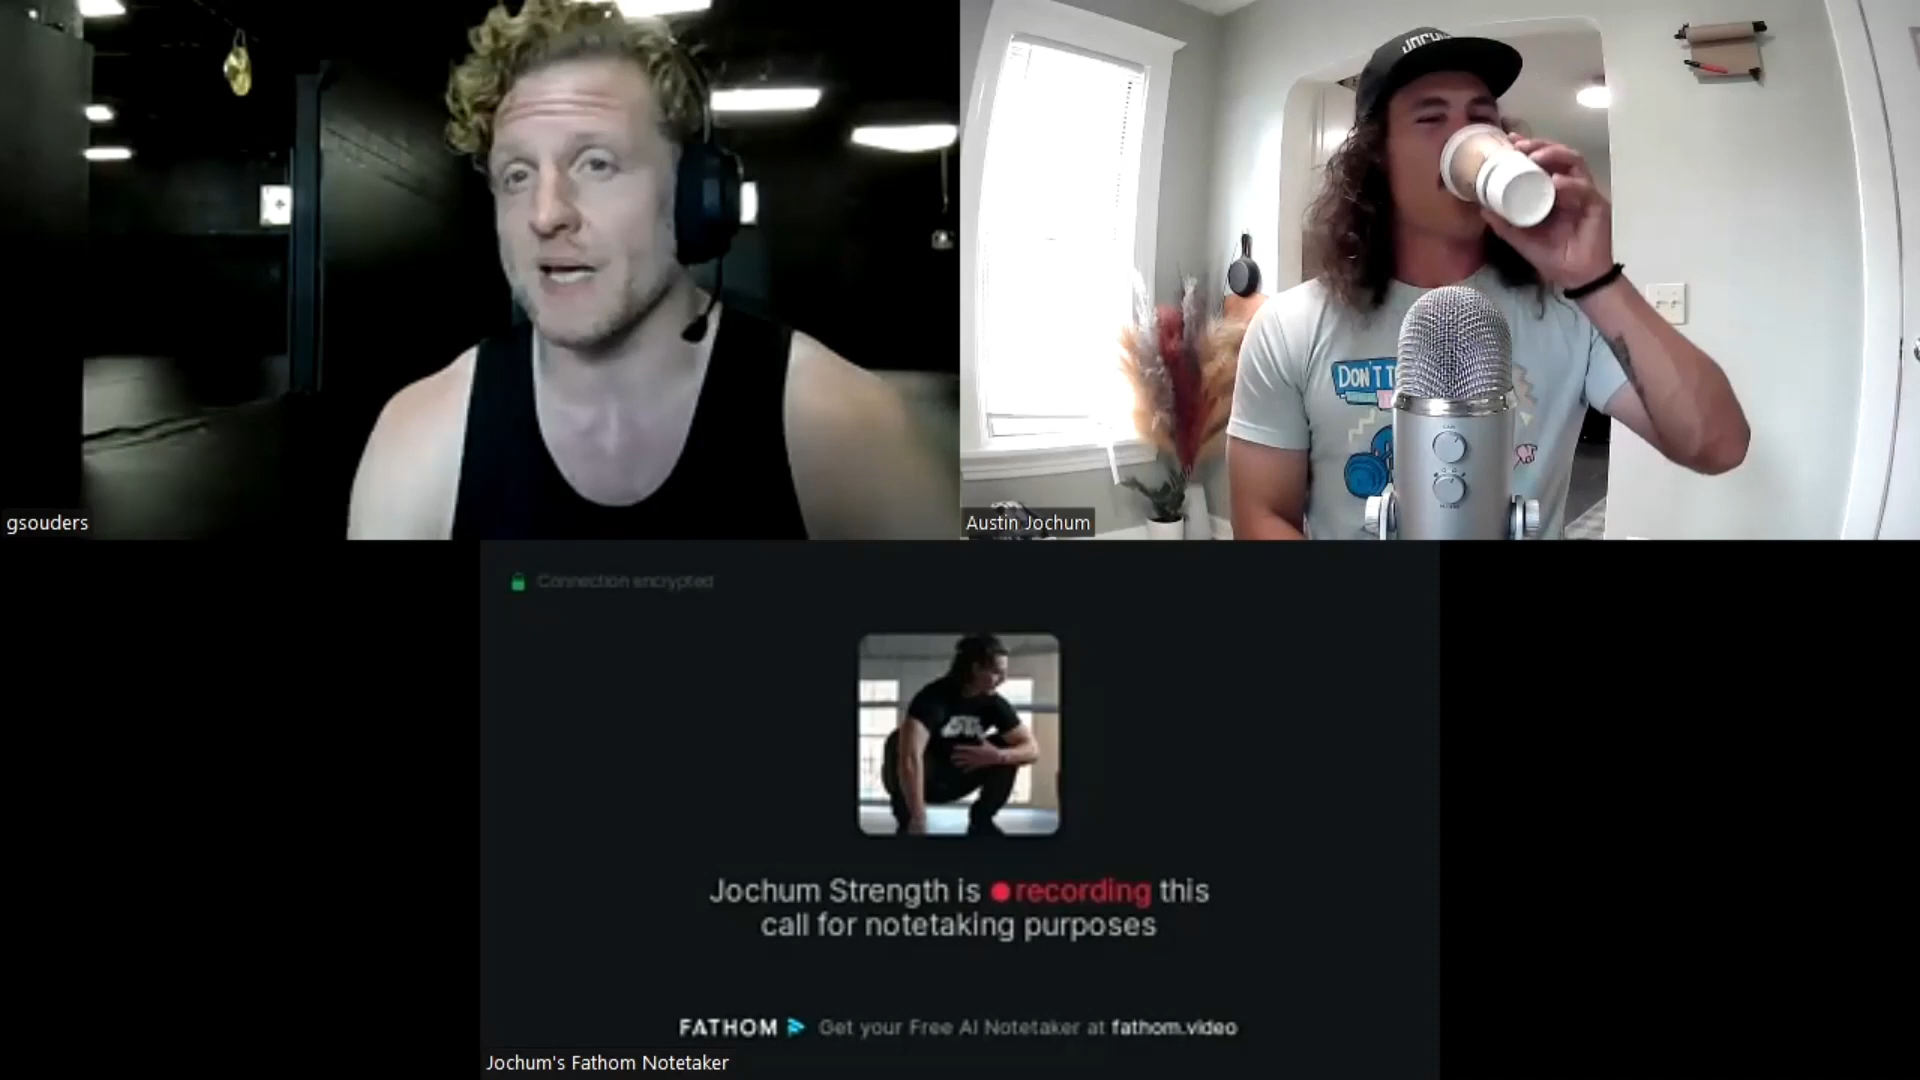 JOCHUM
DON'T T
gsouders
Austin Jochum
Connection encrypted
Jochum Strength is recording this
call for notetaking purposes
FATHOM Get your Free AI Notetaker at fathom.video
Jochum's Fathom Notetaker